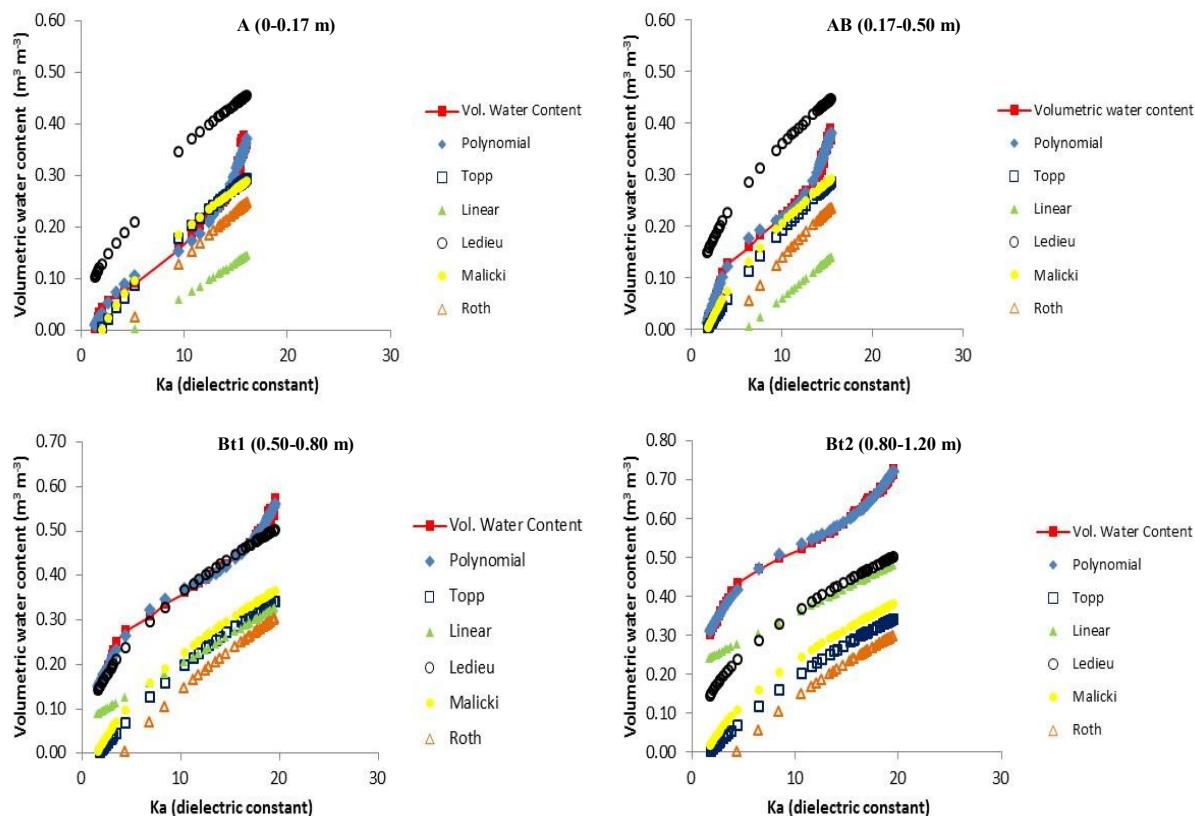 A (0-0.17 m)
Volumetric water content (m³ m⁻³)
0.60
0.50
0.40
0.30
0.20
0.10
0.00
0
10
20
30
Ka (dielectric constant)
Vol. Water Content
Polynomial
Topp
Linear
Ledieu
Malicki
Roth
AB (0.17-0.50 m)
Volumetric water content (m³ m⁻³)
0.60
0.50
0.40
0.30
0.20
0.10
0.00
0
10
20
30
Ka (dielectric constant)
Volumetric water content
Polynomial
Topp
Linear
Ledieu
Malicki
Roth
Bt1 (0.50-0.80 m)
Volumetric water content (m³ m⁻³)
0.70
0.60
0.50
0.40
0.30
0.20
0.10
0.00
0
10
20
30
Ka (dielectric constant)
Vol. Water Content
Polynomial
Topp
Linear
Ledieu
Malicki
Roth
Bt2 (0.80-1.20 m)
Volumetric water content (m³ m⁻³)
0.80
0.70
0.60
0.50
0.40
0.30
0.20
0.10
0.00
0
10
20
30
Ka (dielectric constant)
Vol. Water Content
Polynomial
Topp
Linear
Ledieu
Malicki
Roth